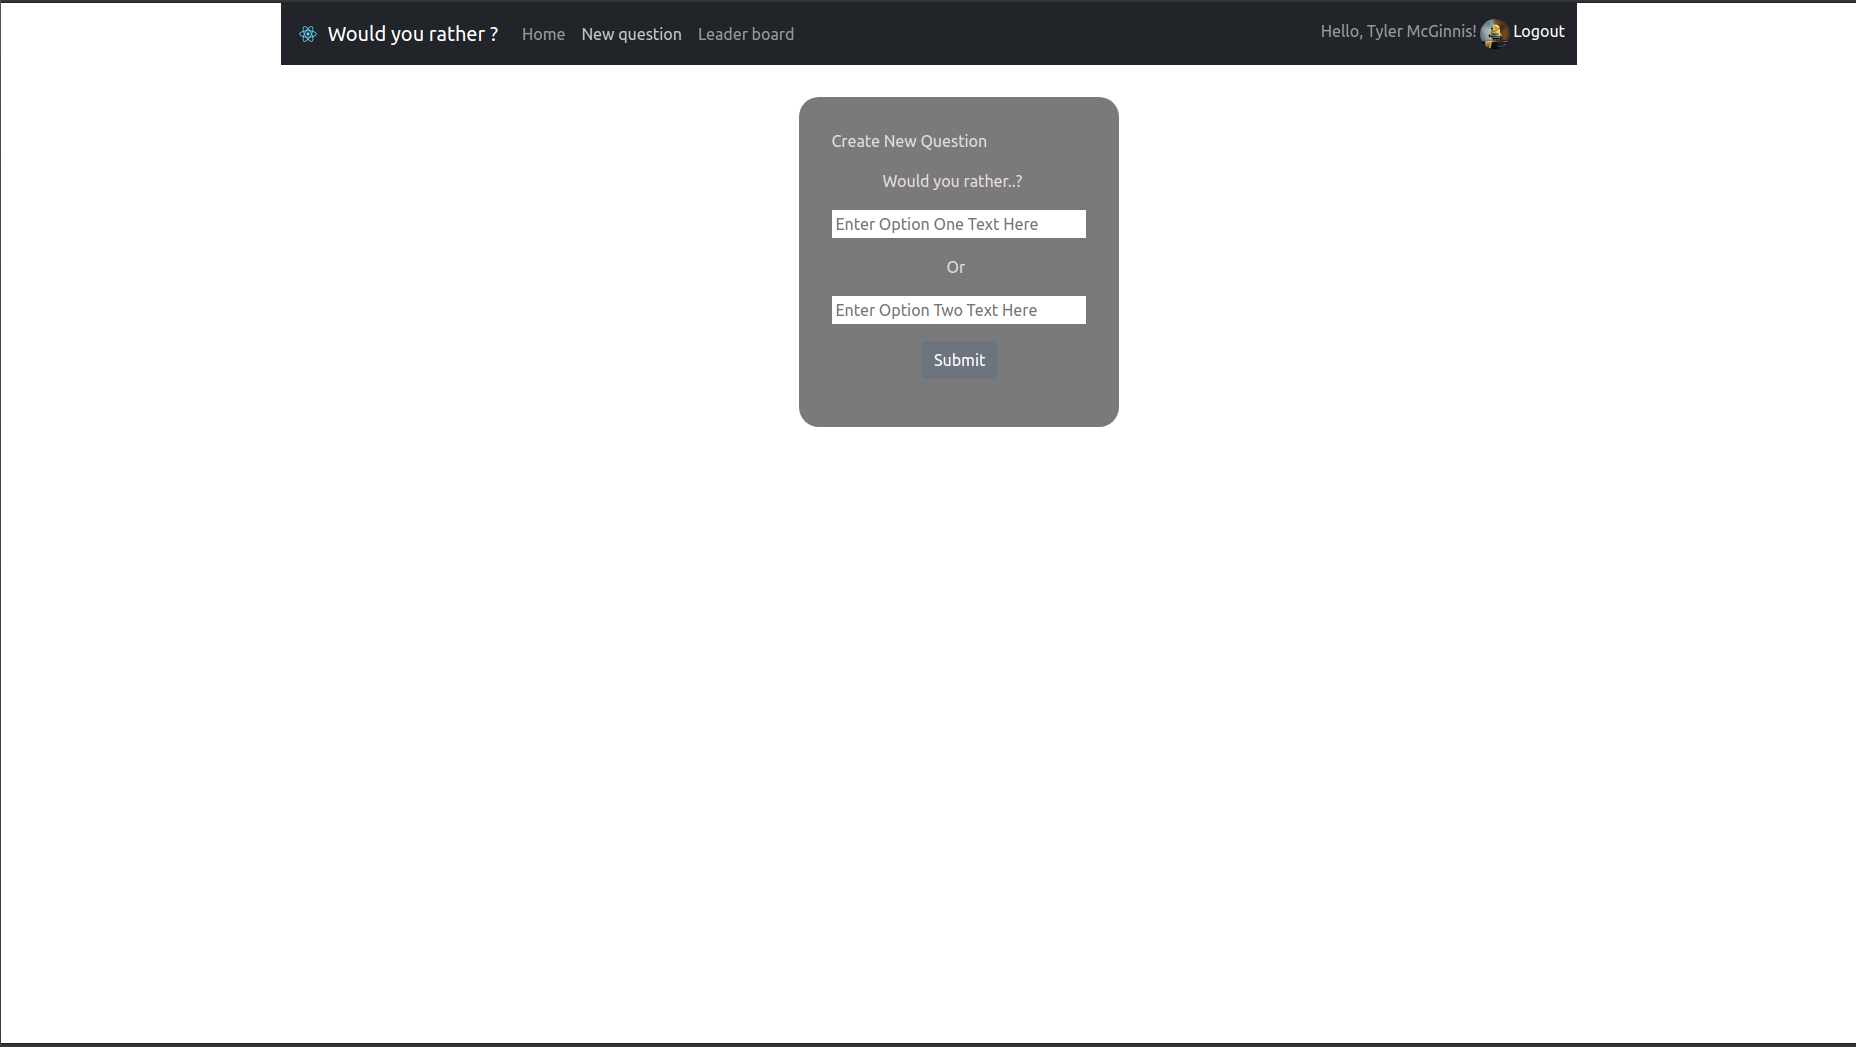 Would you rather ? Home New question Leader board Hello, Tyler McGinnis! Logout
Create New Question
Would you rather..?
Enter Option One Text Here
Or
Enter Option Two Text Here
Submit